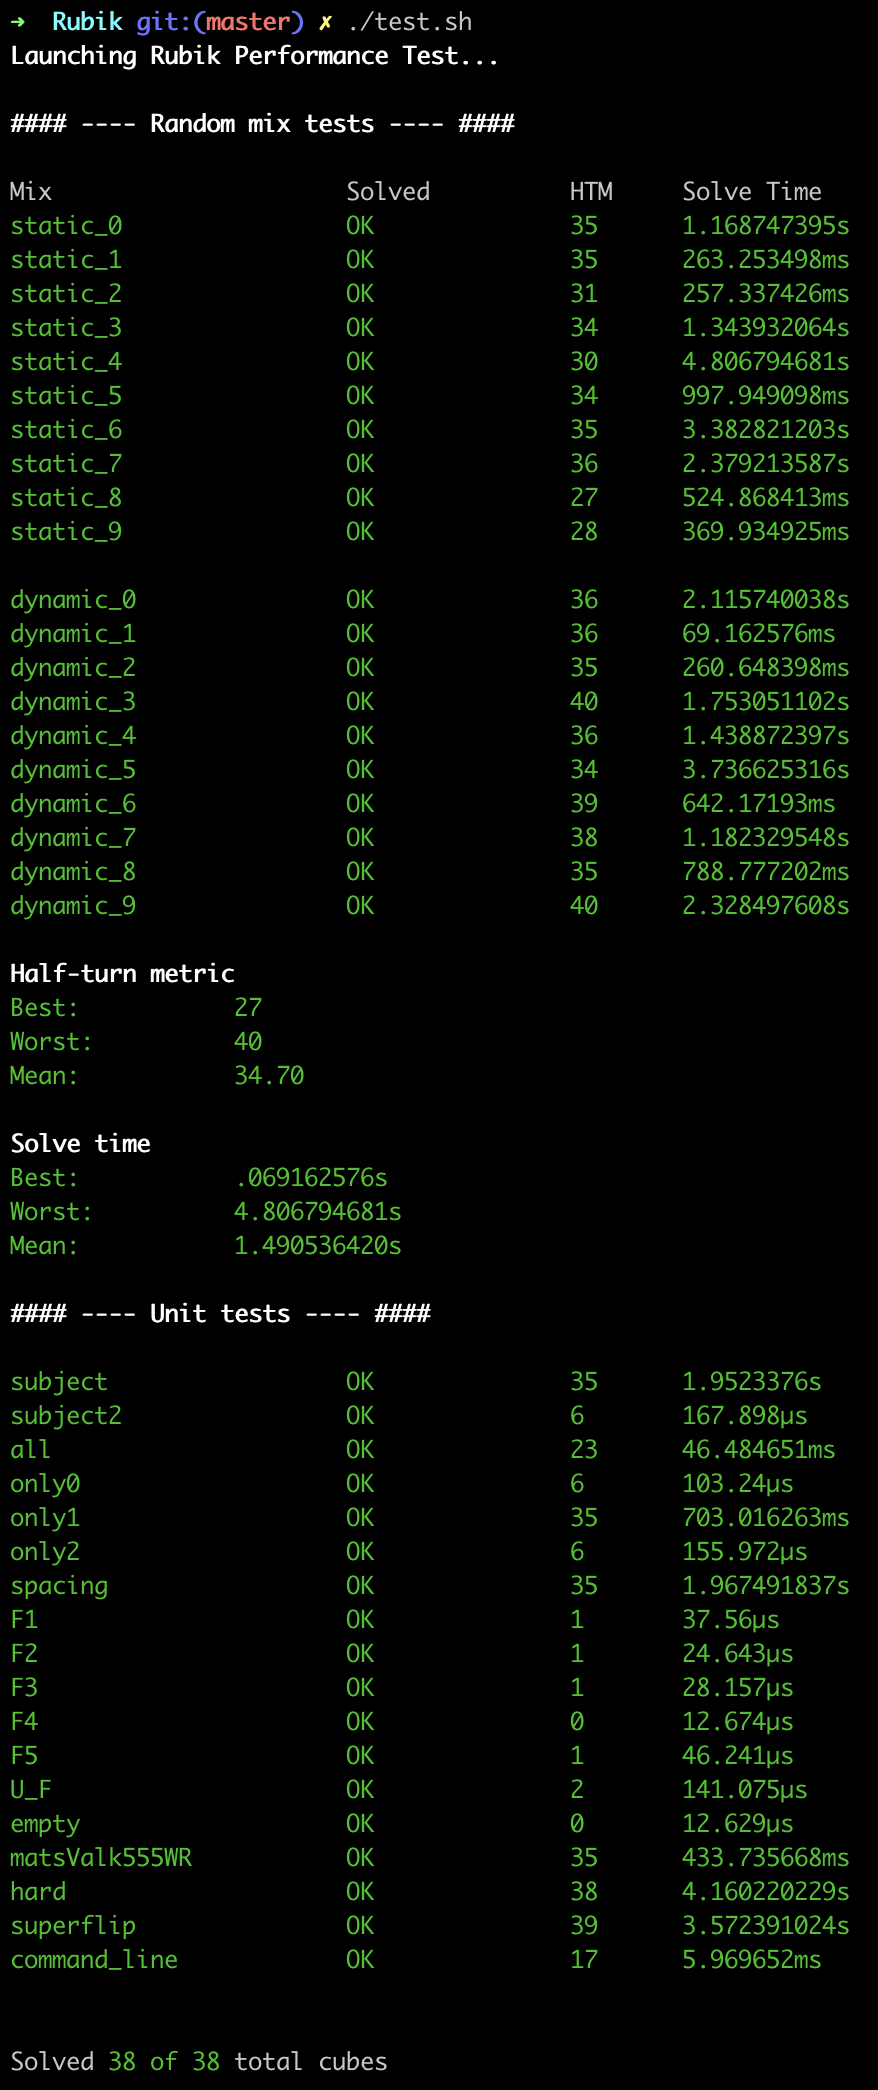 ➜  Rubik git:(master) ✗ ./test.sh
Launching Rubik Performance Test...
#### ---- Random mix tests ---- ####
Mix                     Solved          HTM     Solve Time
static_0                OK              35      1.168747395s
static_1                OK              35      263.253498ms
static_2                OK              31      257.337426ms
static_3                OK              34      1.343932064s
static_4                OK              30      4.806794681s
static_5                OK              34      997.949098ms
static_6                OK              35      3.382821203s
static_7                OK              36      2.379213587s
static_8                OK              27      524.868413ms
static_9                OK              28      369.934925ms
dynamic_0               OK              36      2.115740038s
dynamic_1               OK              36      69.162576ms
dynamic_2               OK              35      260.648398ms
dynamic_3               OK              40      1.753051102s
dynamic_4               OK              36      1.438872397s
dynamic_5               OK              34      3.736625316s
dynamic_6               OK              39      642.17193ms
dynamic_7               OK              38      1.182329548s
dynamic_8               OK              35      788.777202ms
dynamic_9               OK              40      2.328497608s
Half-turn metric
Best:           27
Worst:          40
Mean:           34.70
Solve time
Best:           .069162576s
Worst:          4.806794681s
Mean:           1.490536420s
#### ---- Unit tests ---- ####
subject                 OK              35      1.9523376s
subject2                OK              6       167.898µs
all                     OK              23      46.484651ms
only0                   OK              6       103.24µs
only1                   OK              35      703.016263ms
only2                   OK              6       155.972µs
spacing                 OK              35      1.967491837s
F1                      OK              1       37.56µs
F2                      OK              1       24.643µs
F3                      OK              1       28.157µs
F4                      OK              0       12.674µs
F5                      OK              1       46.241µs
U_F                     OK              2       141.075µs
empty                   OK              0       12.629µs
matsValk555WR           OK              35      433.735668ms
hard                    OK              38      4.160220229s
superflip               OK              39      3.572391024s
command_line            OK              17      5.969652ms
Solved 38 of 38 total cubes